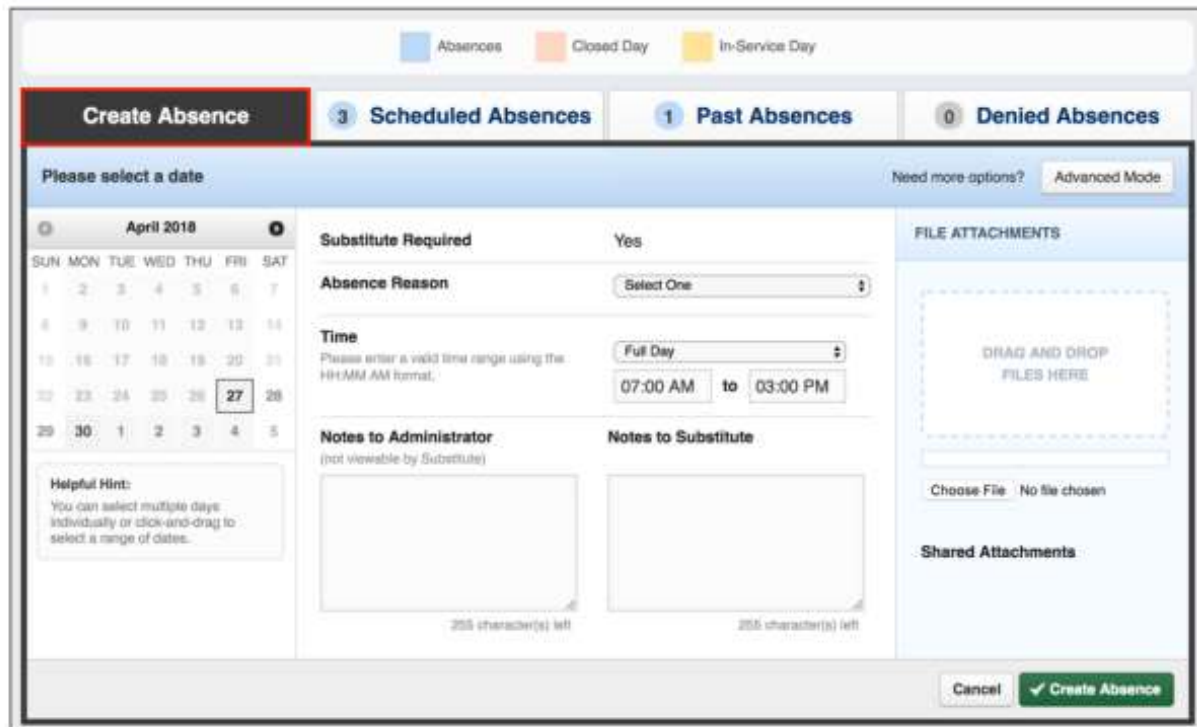 Absences Closed Day In-Service Day
Create Absence 3 Scheduled Absences 1 Past Absences 0 Denied Absences
Please select a date Need more options? Advanced Mode
April 2018
SUN MON TUE WED THU FRI SAT
1 2 3 4 5 6 7
8 9 10 11 12 13 14
15 16 17 18 19 20 21
22 23 24 25 26 27 28
29 30 1 2 3 4 5
Helpful Hint:
You can select multiple days
individually or click-and-drag to
select a range of dates.
Substitute Required Yes
Absence Reason Select One
Time
Please enter a valid time range using the
HH:MM AM format.
Full Day
07:00 AM to 03:00 PM
Notes to Administrator
(not viewable by Substitute)
255 character(s) left
Notes to Substitute
255 character(s) left
FILE ATTACHMENTS
DRAG AND DROP
FILES HERE
Choose File No file chosen
Shared Attachments
Cancel ✓ Create Absence